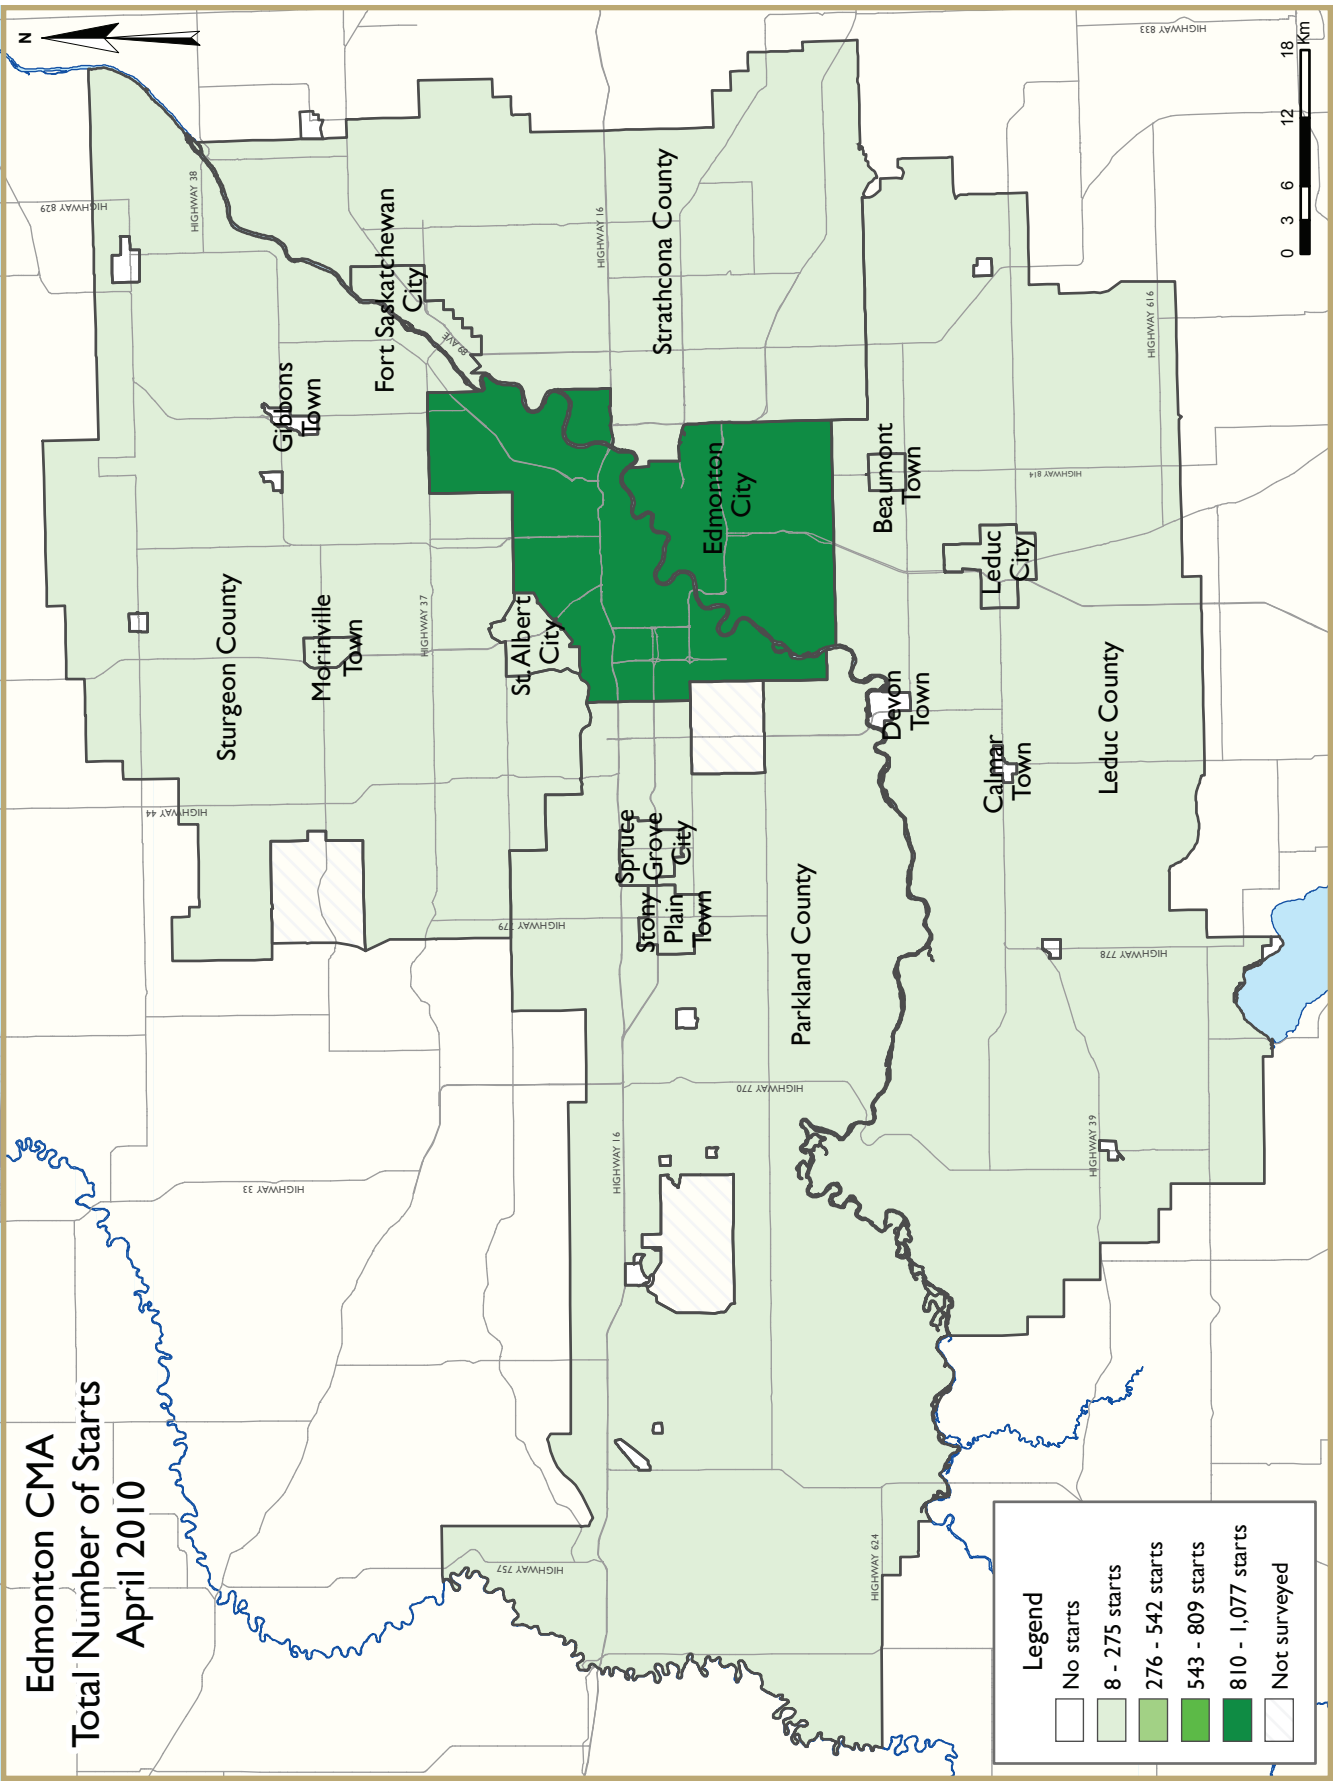 Edmonton CMA
Total Number of Starts
April 2010
N
HIGHWAY 833
HIGHWAY 829
HIGHWAY 38
HIGHWAY 16
Fort Saskatchewan
City
89 AVE
Strathcona County
Gibbons
Town
HIGHWAY 616
Edmonton
City
Beaumont
Town
HIGHWAY 814
Sturgeon County
Morinville
Town
HIGHWAY 37
St. Albert
City
Leduc
City
Devon
Town
Calmar
Town
Leduc County
HIGHWAY 44
Spruce
Grove
City
Stony
Plain
Town
HIGHWAY 779
Parkland County
HIGHWAY 778
HIGHWAY 770
HIGHWAY 16
HIGHWAY 39
HIGHWAY 33
HIGHWAY 757
HIGHWAY 624
Legend
No starts
8 - 275 starts
276 - 542 starts
543 - 809 starts
810 - 1,077 starts
Not surveyed
0 3 6 12 18
Km